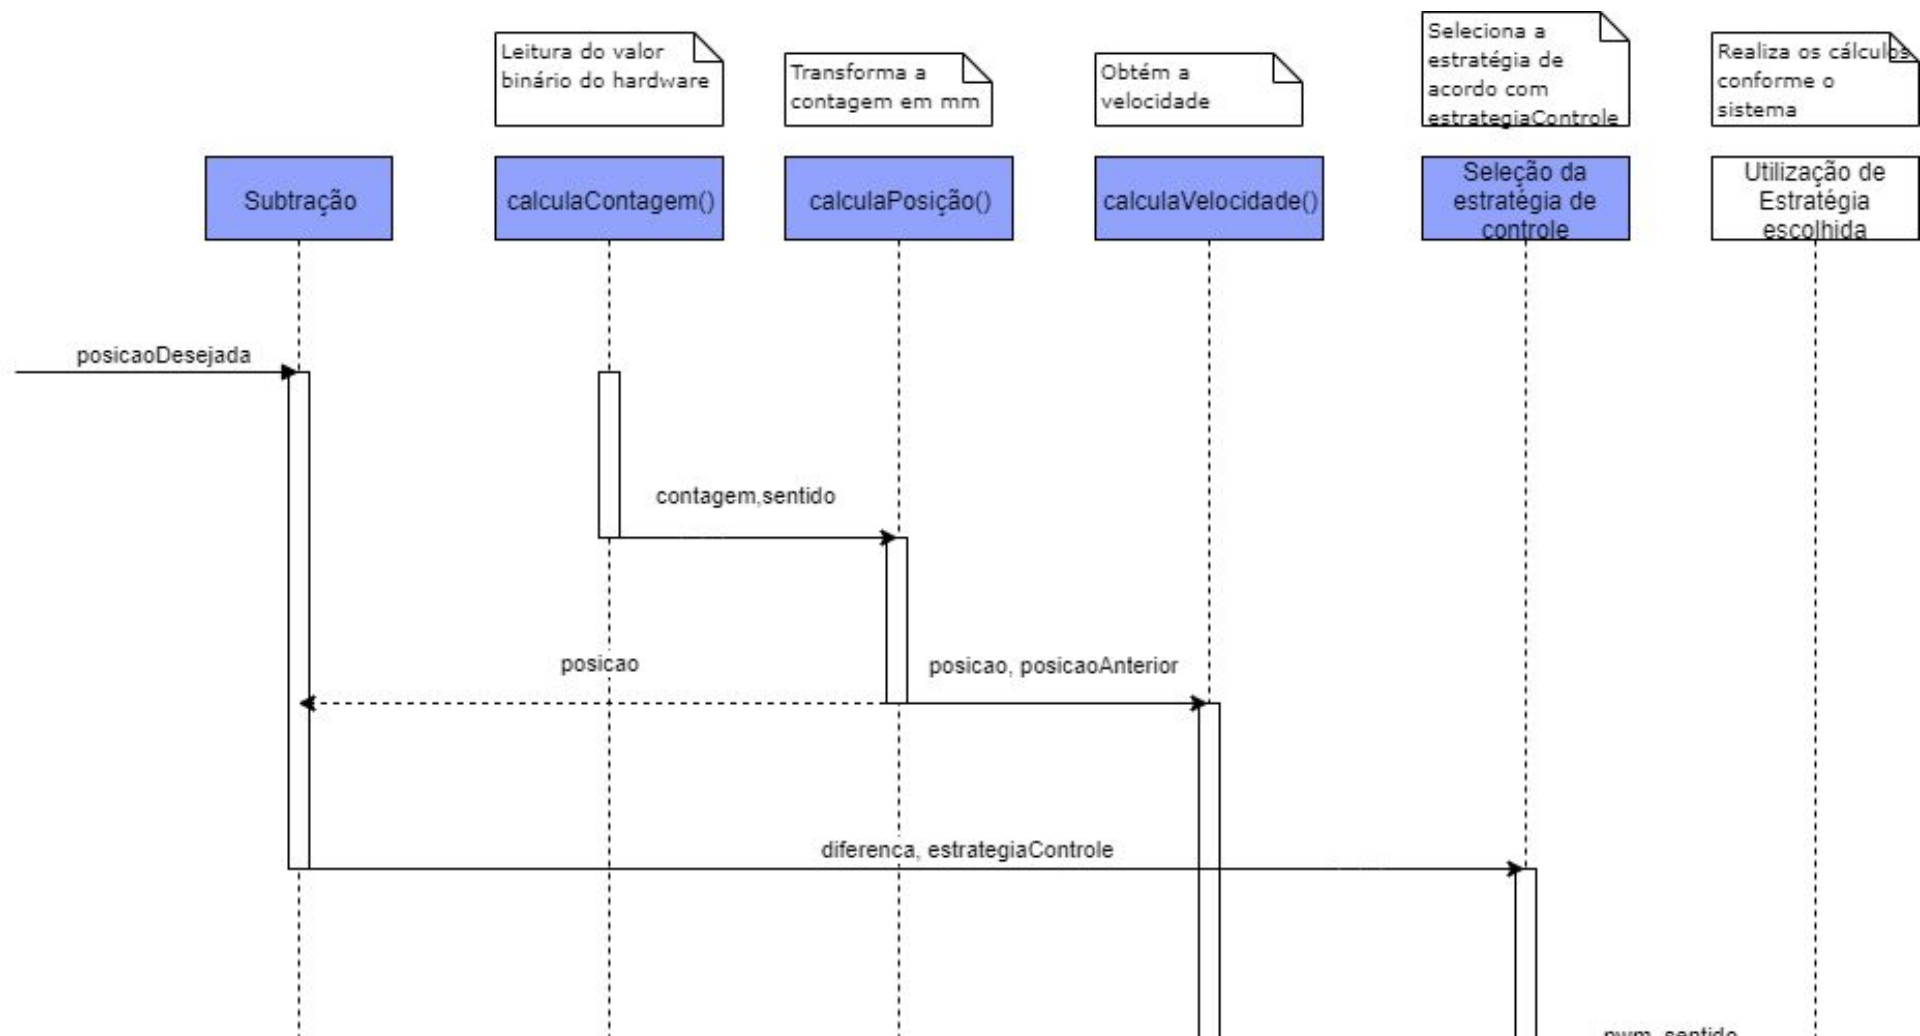 Leitura do valor
binário do hardware
Transforma a
contagem em mm
Obtém a
velocidade
Seleciona a
estratégia de
acordo com
estrategiaControle
Realiza os cálculos
conforme o
sistema
Subtração
calculaContagem()
calculaPosição()
calculaVelocidade()
Seleção da
estratégia de
controle
Utilização de
Estratégia
escolhida
posicaoDesejada
contagem,sentido
posicao
posicao, posicaoAnterior
diferenca, estrategiaControle
pwm, sentido